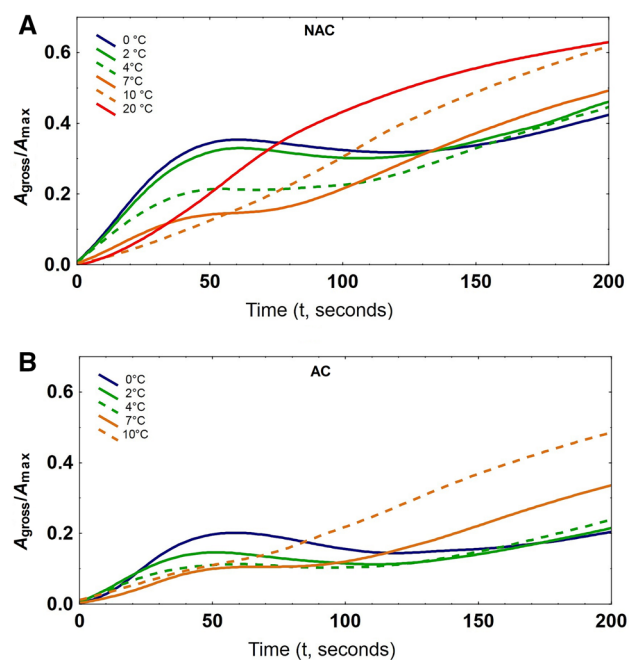 A
NAC
0 °C
2 °C
4°C
7°C
10 °C
20 °C
0.6
0.4
0.2
0.0
Agross/Amax
0 50 100 150 200
Time (t, seconds)
B
AC
0°C
2°C
4°C
7°C
10°C
0.6
0.4
0.2
0.0
Agross/Amax
0 50 100 150 200
Time (t, seconds)